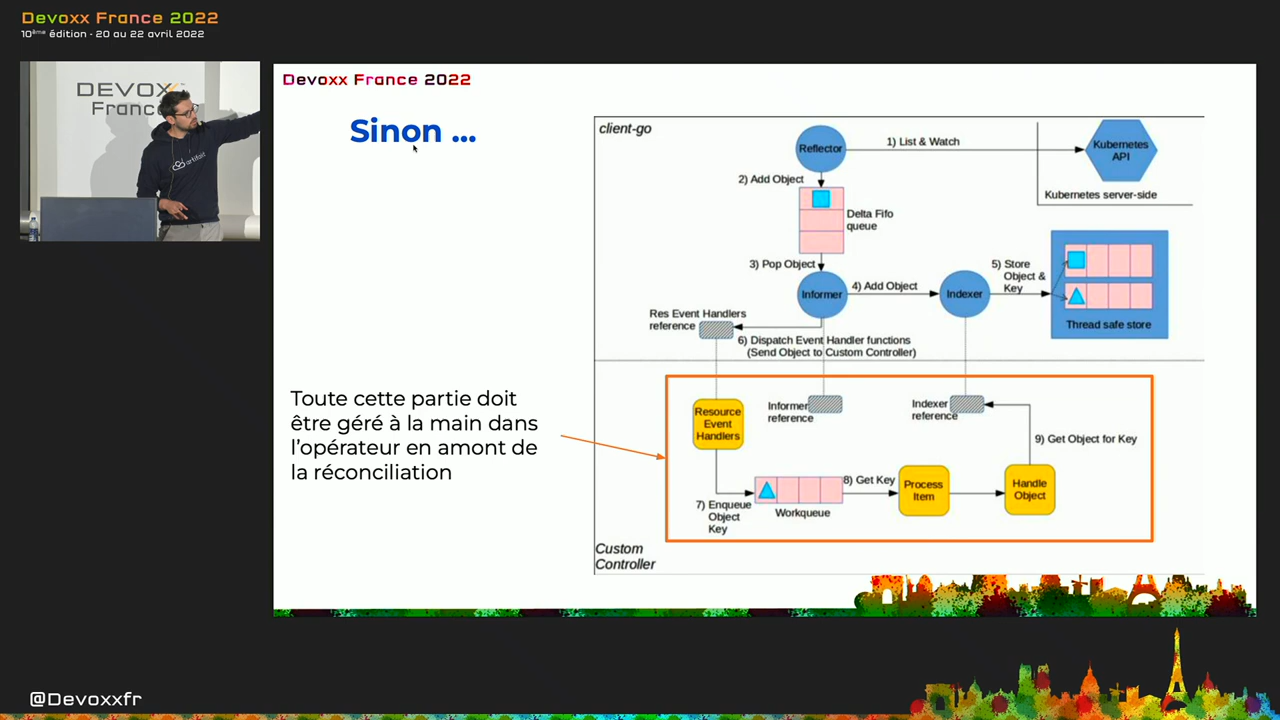 Devoxx France 2022
10ème édition - 20 au 22 avril 2022
DEVOXX
France
artifakt
Devoxx France 2022
Sinon ...
Toute cette partie doit
être géré à la main dans
l'opérateur en amont de
la réconciliation
client-go
Reflector
1) List & Watch
Kubernetes
API
Kubernetes server-side
2) Add Object
Delta Fifo
queue
3) Pop Object
Informer
4) Add Object
Indexer
5) Store
Object &
Key
Thread safe store
Res Event Handlers
reference
6) Dispatch Event Handler functions
(Send Object to Custom Controller)
Resource
Event
Handlers
Informer
reference
Indexer
reference
9) Get Object for Key
7) Enqueue
Object
Key
Workqueue
8) Get Key
Process
Item
Handle
Object
Custom
Controller
@Devoxxfr